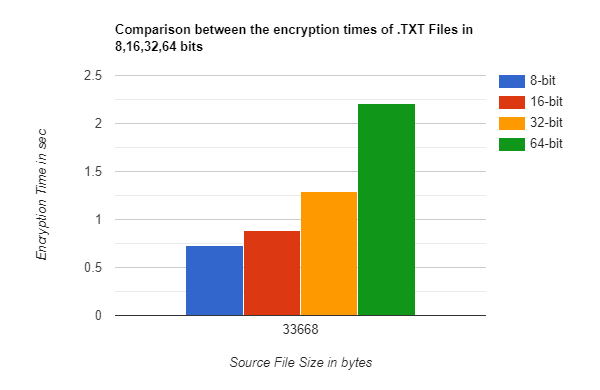 Comparison between the encryption times of .TXT Files in
8,16,32,64 bits
2.5
2
1.5
1
0.5
0
Encryption Time in sec
33668
Source File Size in bytes
8-bit
16-bit
32-bit
64-bit